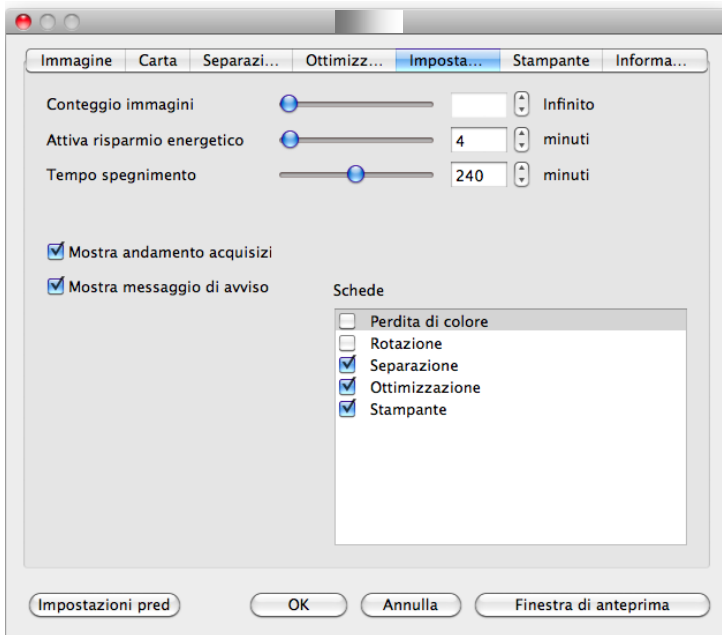 Immagine Carta Separazi... Ottimizz... Imposta... Stampante Informa...
Conteggio immagini Infinito
Attiva risparmio energetico 4 minuti
Tempo spegnimento 240 minuti
Mostra andamento acquisizi
Mostra messaggio di avviso
Schede
Perdita di colore
Rotazione
Separazione
Ottimizzazione
Stampante
Impostazioni pred OK Annulla Finestra di anteprima